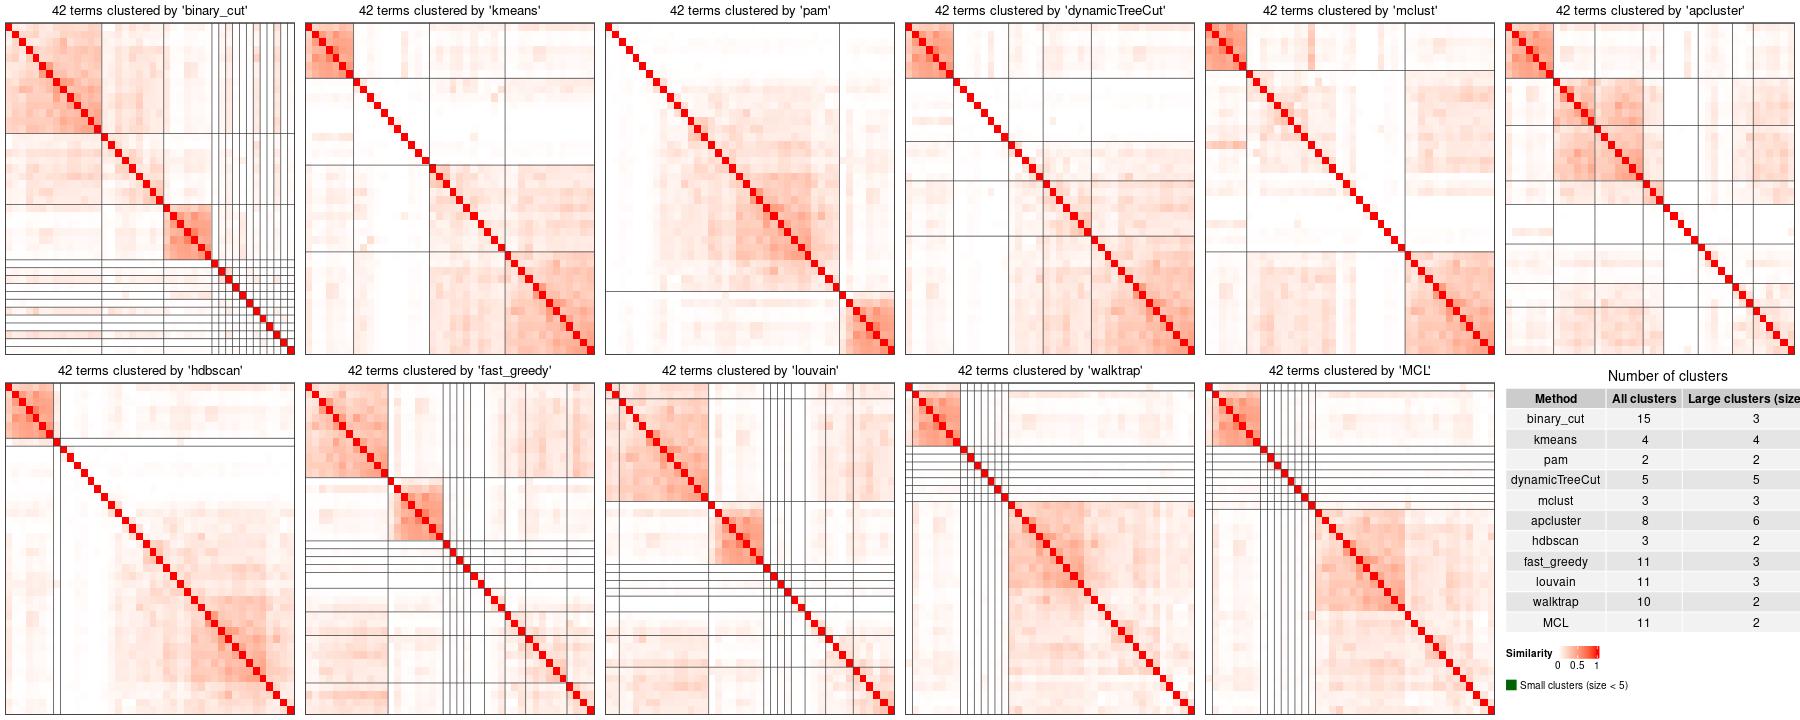 42 terms clustered by 'binary_cut'
42 terms clustered by 'kmeans'
42 terms clustered by 'pam'
42 terms clustered by 'dynamicTreeCut'
42 terms clustered by 'mclust'
42 terms clustered by 'apcluster'
42 terms clustered by 'hdbscan'
42 terms clustered by 'fast_greedy'
42 terms clustered by 'louvain'
42 terms clustered by 'walktrap'
42 terms clustered by 'MCL'
Number of clusters
Method All clusters Large clusters (size
binary_cut 15 3
kmeans 4 4
pam 2 2
dynamicTreeCut 5 5
mclust 3 3
apcluster 8 6
hdbscan 3 2
fast_greedy 11 3
louvain 11 3
walktrap 10 2
MCL 11 2
Similarity
0 0.5 1
Small clusters (size < 5)